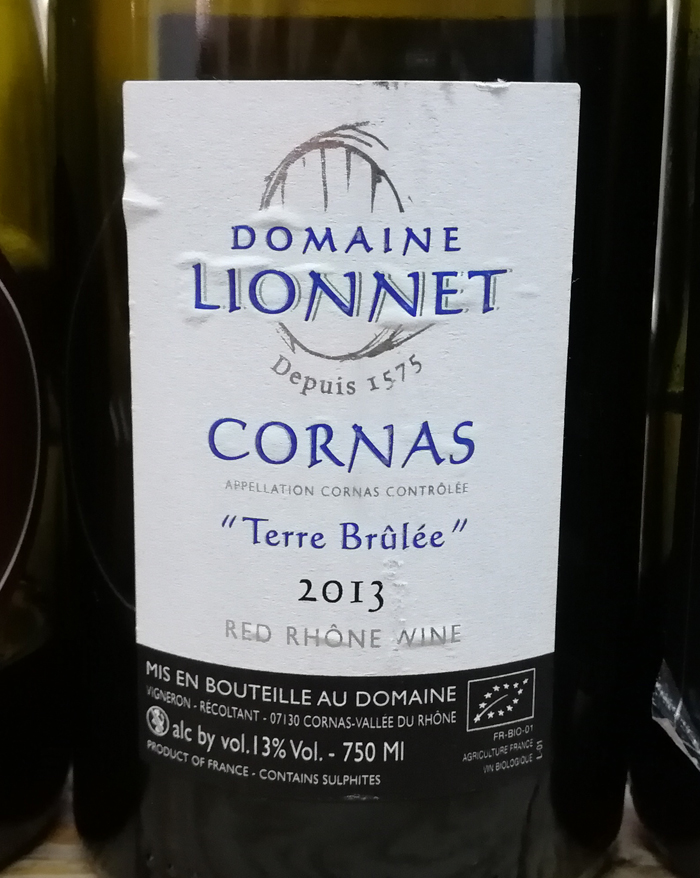 DOMAINE
LIONNET
Depuis 1575
CORNAS
APPELLATION CORNAS CONTRÔLÉE
"Terre Brûlée"
2013
RED RHÔNE WINE
MIS EN BOUTEILLE AU DOMAINE
VIGNERON - RÉCOLTANT - 07130 CORNAS-VALLEE DU RHÔNE
alc by vol.13% Vol. - 750 Ml
PRODUCT OF FRANCE - CONTAINS SULPHITES
FR-BIO-01
AGRICULTURE FRANCE
VIN BIOLOGIQUE